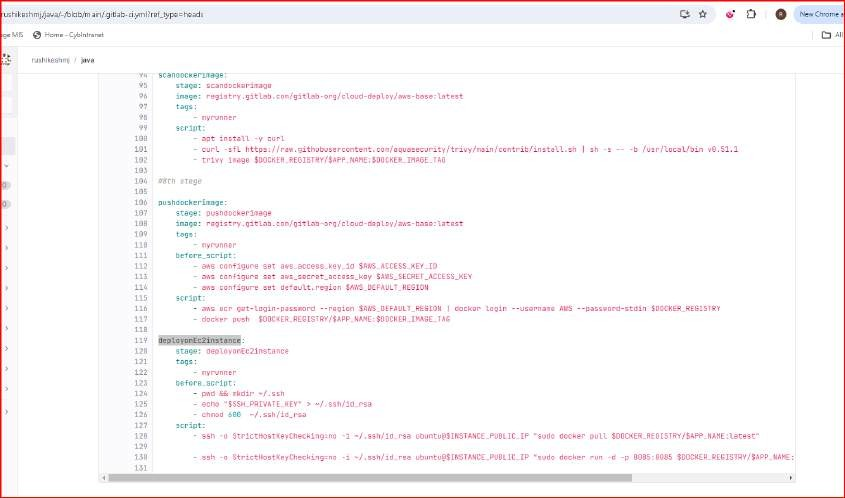 rushikeshmj/java/-/blob/main/.gitlab-ci.yml?ref_type=heads
New Chrome a
age MIS
Home - CybIntranet
All
rushikeshmj / java
94 scandockerimage:
95 stage: scandockerimage
96 image: registry.gitlab.com/gitlab-org/cloud-deploy/aws-base:latest
97 tags:
98 - myrunner
99 script:
100 - apt install -y curl
101 - curl -sfL https://raw.githubusercontent.com/aquasecurity/trivy/main/contrib/install.sh | sh -s -- -b /usr/local/bin v0.51.1
102 - trivy image $DOCKER_REGISTRY/$APP_NAME:$DOCKER_IMAGE_TAG
103
104 #8th stage
105
106 pushdockerimage:
107 stage: pushdockerimage
108 image: registry.gitlab.com/gitlab-org/cloud-deploy/aws-base:latest
109 tags:
110 - myrunner
111 before_script:
112 - aws configure set aws_access_key_id $AWS_ACCESS_KEY_ID
113 - aws configure set aws_secret_access_key $AWS_SECRET_ACCESS_KEY
114 - aws configure set default.region $AWS_DEFAULT_REGION
115 script:
116 - aws ecr get-login-password --region $AWS_DEFAULT_REGION | docker login --username AWS --password-stdin $DOCKER_REGISTRY
117 - docker push $DOCKER_REGISTRY/$APP_NAME:$DOCKER_IMAGE_TAG
118
119 deployonEc2instance:
120 stage: deployonEc2instance
121 tags:
122 - myrunner
123 before_script:
124 - pwd && mkdir ~/.ssh
125 - echo "$SSH_PRIVATE_KEY" > ~/.ssh/id_rsa
126 - chmod 600 ~/.ssh/id_rsa
127 script:
128 - ssh -o StrictHostKeyChecking=no -i ~/.ssh/id_rsa ubuntu@$INSTANCE_PUBLIC_IP "sudo docker pull $DOCKER_REGISTRY/$APP_NAME:latest"
129
130 - ssh -o StrictHostKeyChecking=no -i ~/.ssh/id_rsa ubuntu@$INSTANCE_PUBLIC_IP "sudo docker run -d -p 8085:8085 $DOCKER_REGISTRY/$APP_NAME:
131